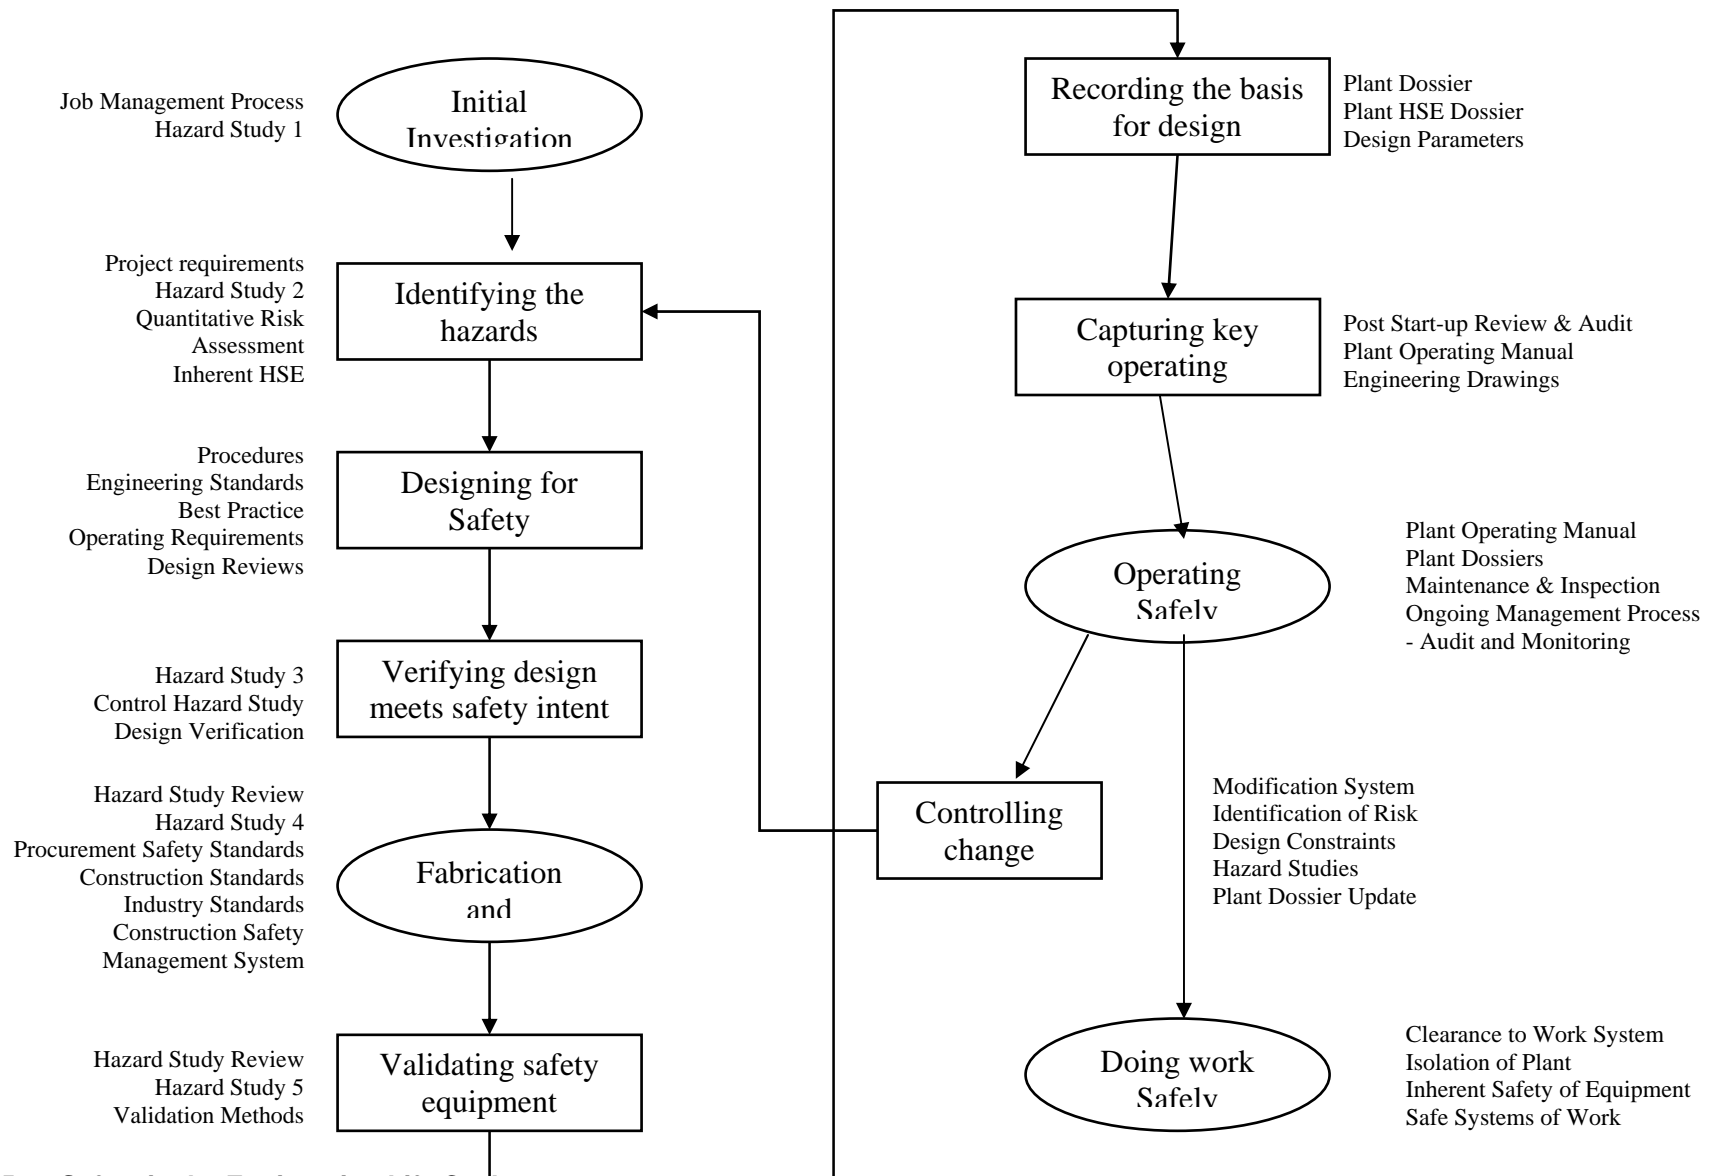 Job Management Process
Hazard Study 1
Initial
Investigation
Project requirements
Hazard Study 2
Quantitative Risk
Assessment
Inherent HSE
Identifying the
hazards
Procedures
Engineering Standards
Best Practice
Operating Requirements
Design Reviews
Designing for
Safety
Hazard Study 3
Control Hazard Study
Design Verification
Verifying design
meets safety intent
Hazard Study Review
Hazard Study 4
Procurement Safety Standards
Construction Standards
Industry Standards
Construction Safety
Management System
Fabrication
and
Hazard Study Review
Hazard Study 5
Validation Methods
Validating safety
equipment
Recording the basis
for design
Plant Dossier
Plant HSE Dossier
Design Parameters
Capturing key
operating
Post Start-up Review & Audit
Plant Operating Manual
Engineering Drawings
Operating
Safely
Plant Operating Manual
Plant Dossiers
Maintenance & Inspection
Ongoing Management Process
- Audit and Monitoring
Controlling
change
Modification System
Identification of Risk
Design Constraints
Hazard Studies
Plant Dossier Update
Doing work
Safely
Clearance to Work System
Isolation of Plant
Inherent Safety of Equipment
Safe Systems of Work